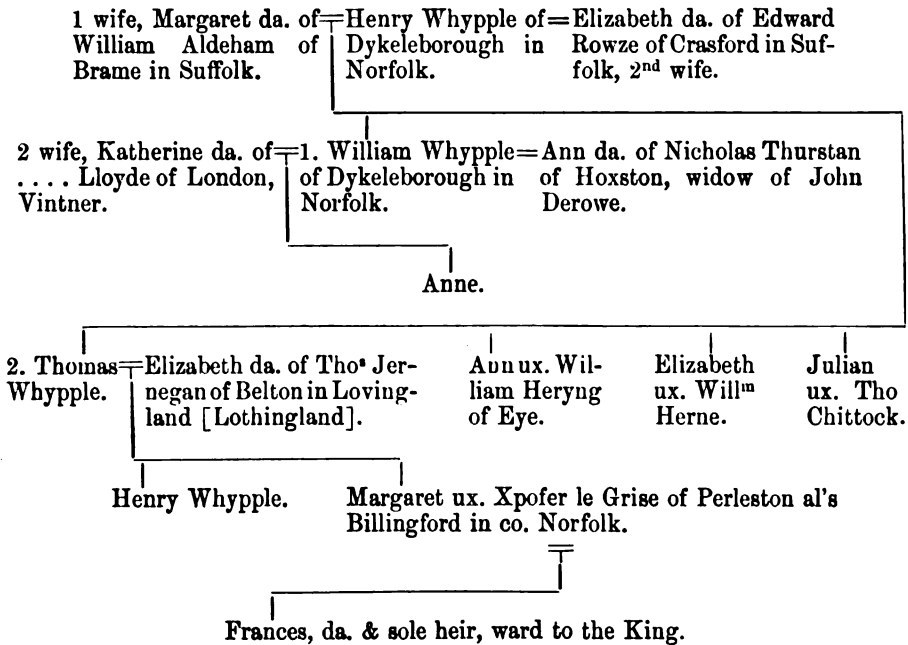 1 wife, Margaret da. of
William Aldeham of
Brame in Suffolk.
Henry Whypple of
Dykeleborough in
Norfolk.
Elizabeth da. of Edward
Rowze of Crasford in Suf-
folk, 2nd wife.
2 wife, Katherine da. of
.... Lloyde of London,
Vintner.
1. William Whypple
of Dykeleborough in
Norfolk.
Ann da. of Nicholas Thurstan
of Hoxston, widow of John
Derowe.
Anne.
2. Thomas
Whypple.
Elizabeth da. of Thos Jer-
negan of Belton in Loving-
land [Lothingland].
Ann ux. Wil-
liam Heryng
of Eye.
Elizabeth
ux. Willm
Herne.
Julian
ux. Tho
Chittock.
Henry Whypple.
Margaret ux. Xpofer le Grise of Perleston al's
Billingford in co. Norfolk.
Frances, da. & sole heir, ward to the King.